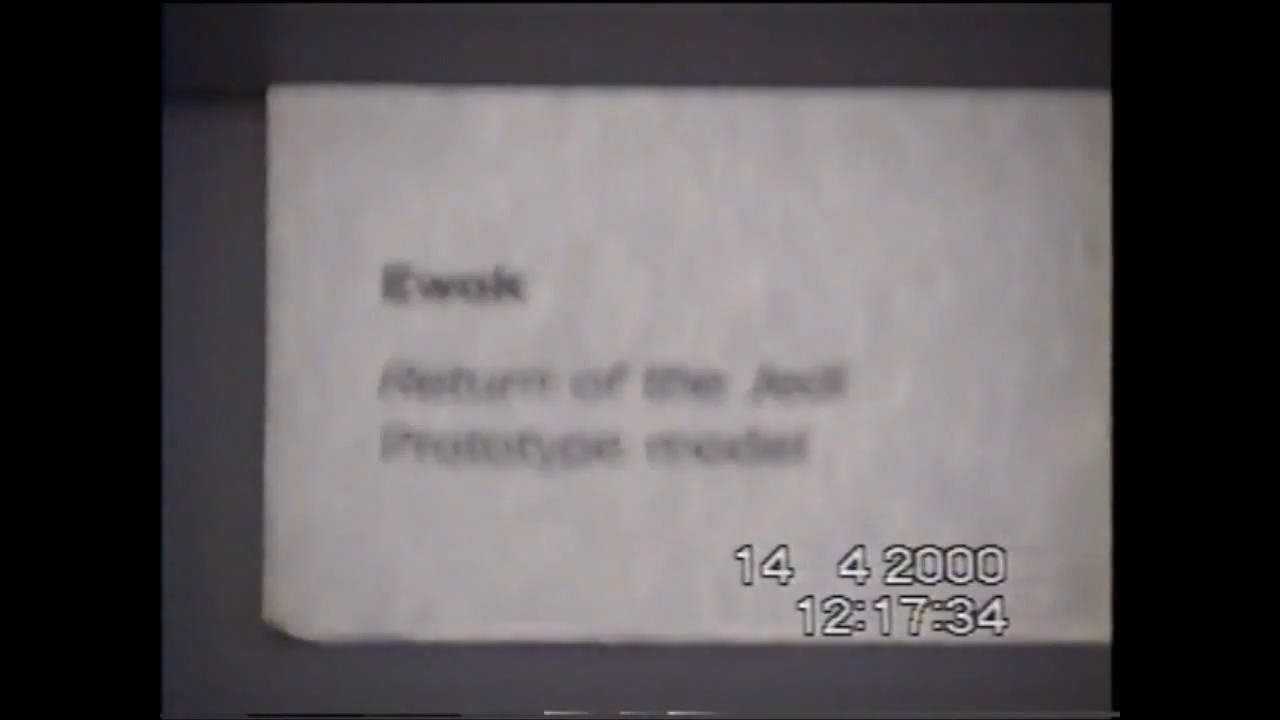 Ewok
Return of the Jedi
Prototype model
14 4 2000
12:17:34